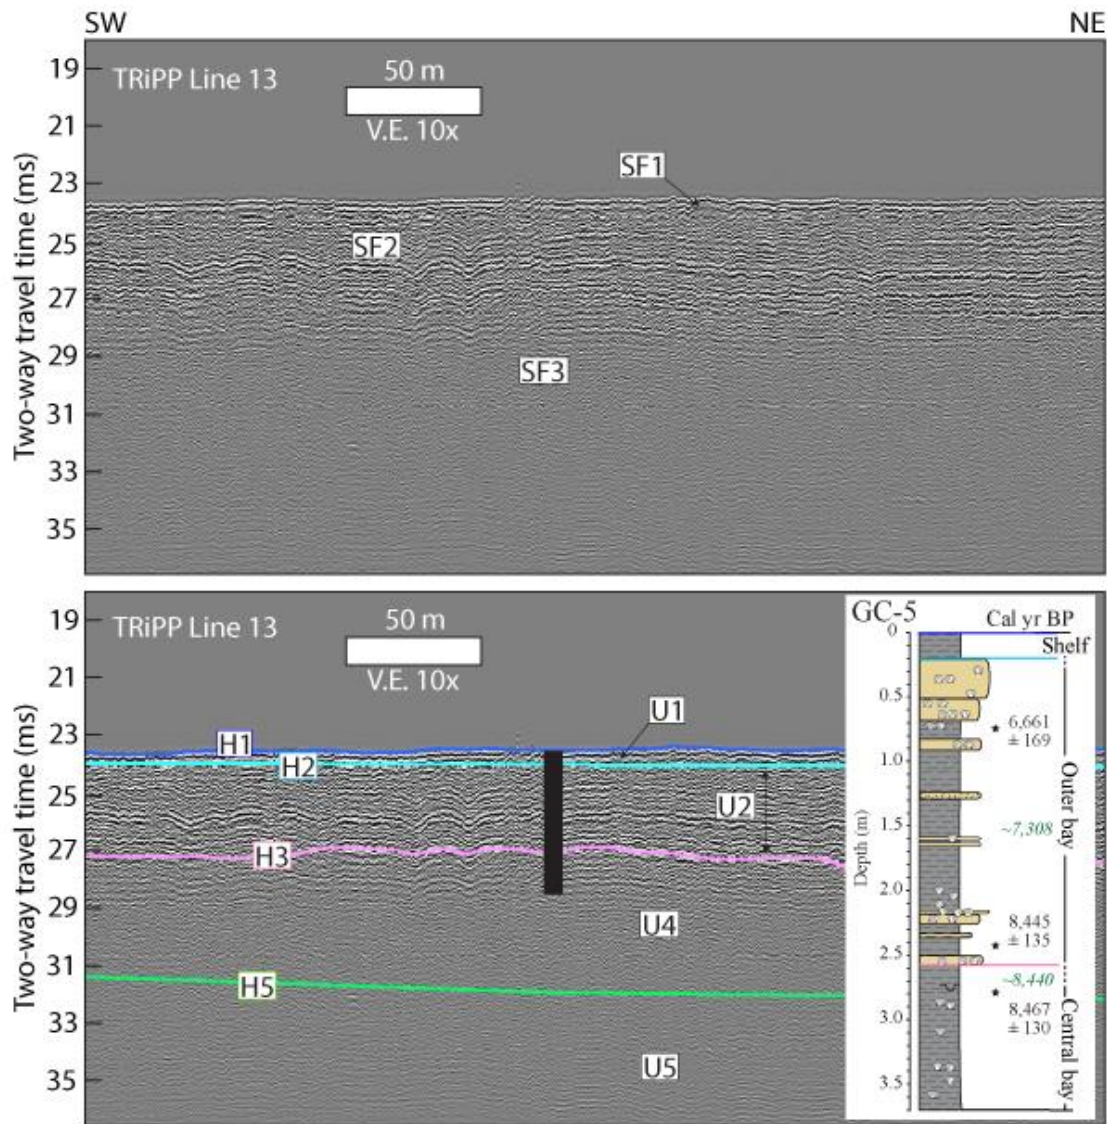 SW
NE
19
21
23
25
27
29
31
33
35
Two-way travel time (ms)
TRiPP Line 13
50 m
V.E. 10x
SF1
SF2
SF3
19
21
23
25
27
29
31
33
35
Two-way travel time (ms)
TRiPP Line 13
50 m
V.E. 10x
U1
H1
H2
U2
H3
U4
H5
U5
GC-5
Cal yr BP
0
0.5
1.0
1.5
2.0
2.5
3.0
3.5
Depth (m)
Shelf
6,661
± 169
~7,308
8,445
± 135
~8,440
8,467
± 130
Outer bay
Central bay